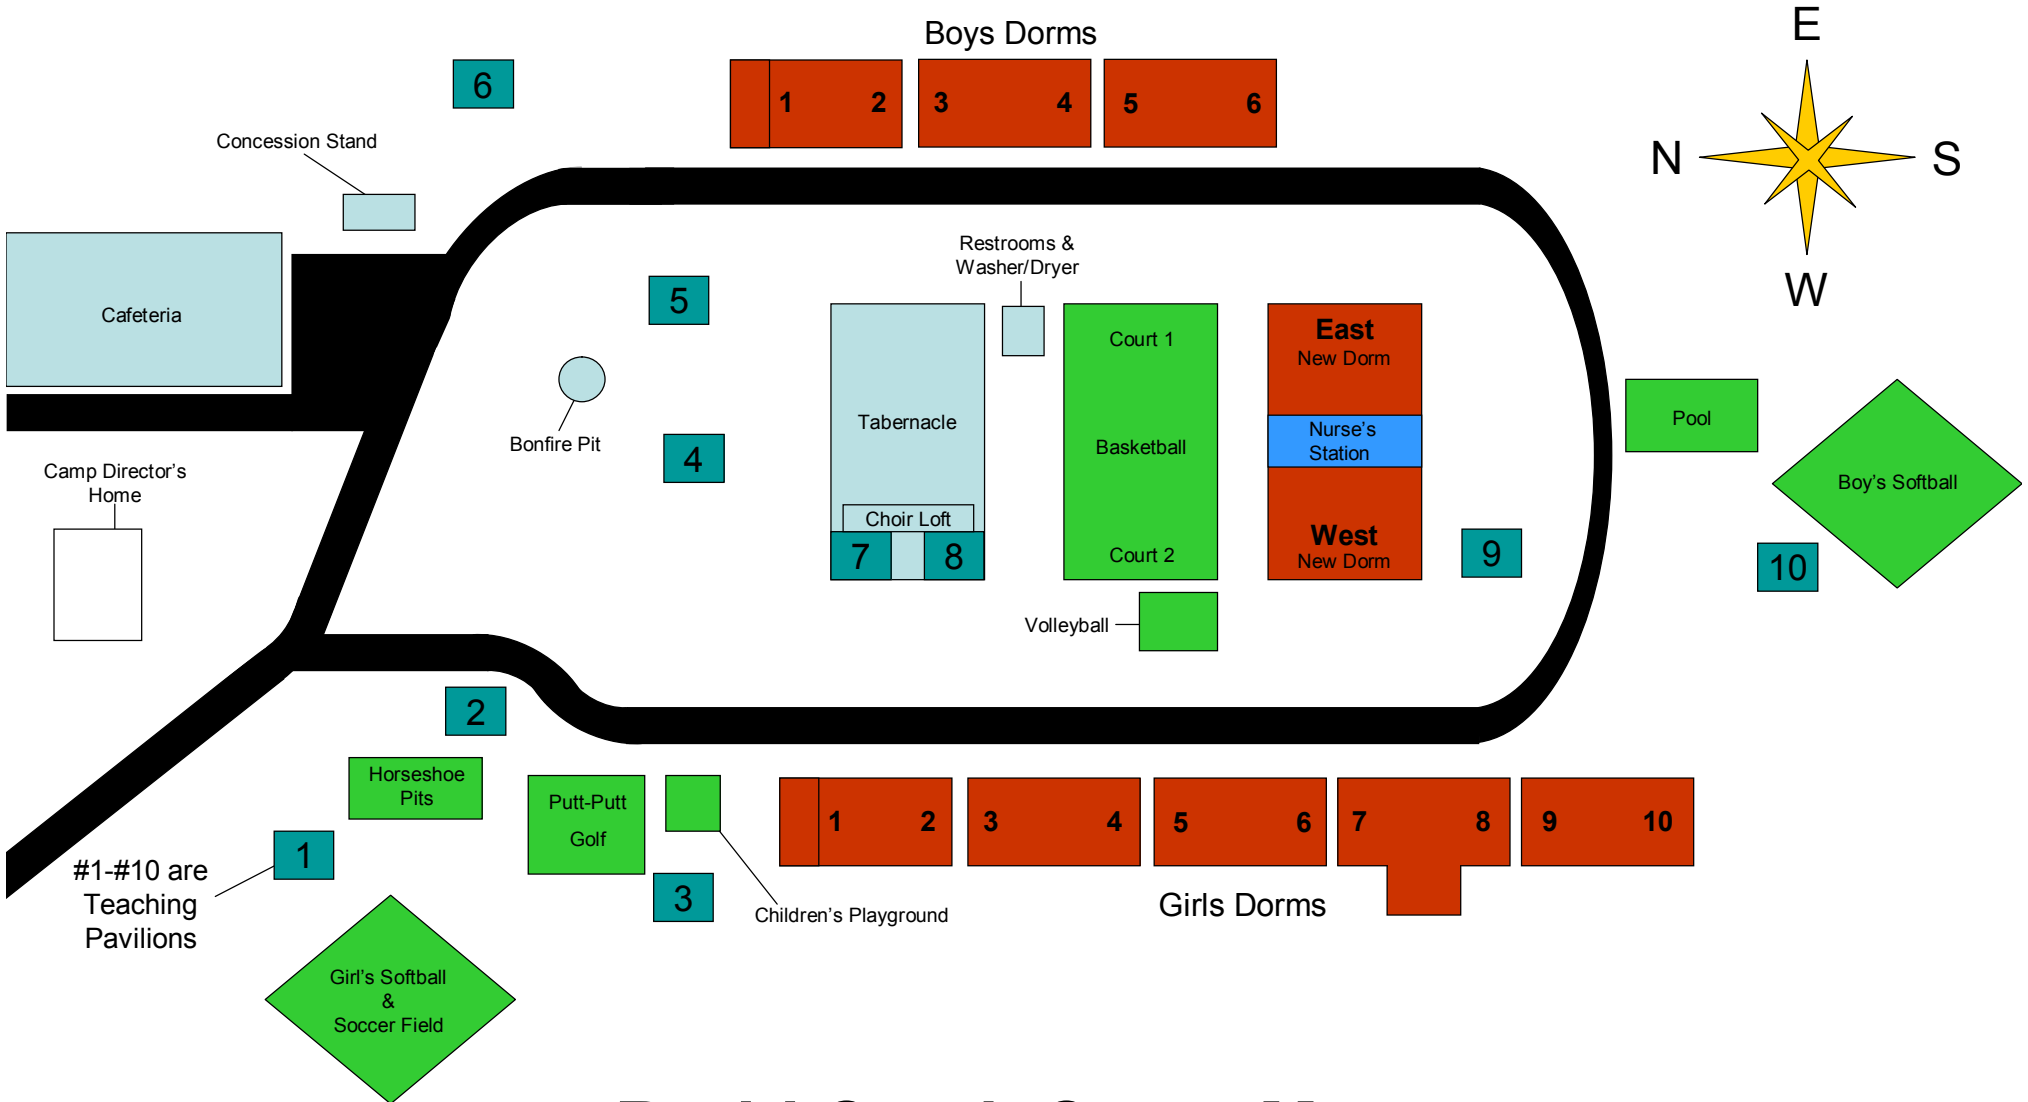 E
Boys Dorms
6
1 2 3 4 5 6
Concession Stand
N S
W
Restrooms &
Washer/Dryer
5
Cafeteria
Court 1
East
New Dorm
Bonfire Pit
4
Tabernacle
Basketball
Nurse's
Station
Pool
Boy's Softball
Camp Director's
Home
Choir Loft
7 8
Court 2
West
New Dorm
9
10
Volleyball
2
Horseshoe
Pits
Putt-Putt
Golf
1 2 3 4 5 6 7 8 9 10
1
#1-#10 are
Teaching
Pavilions
3
Children's Playground
Girls Dorms
Girl's Softball
&
Soccer Field